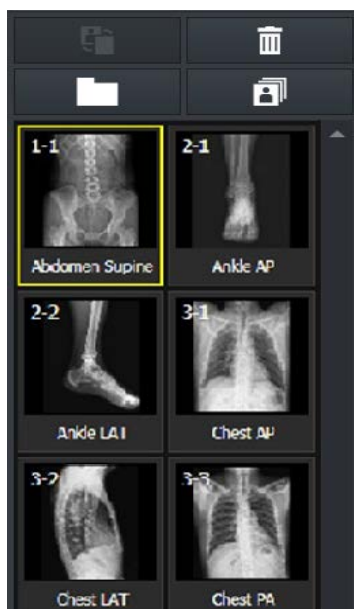 1-1
Abdomen Supine
2-1
Ankle AP
2-2
Ankle LAT
3-1
Chest AP
3-2
Chest LAT
3-3
Chest PA